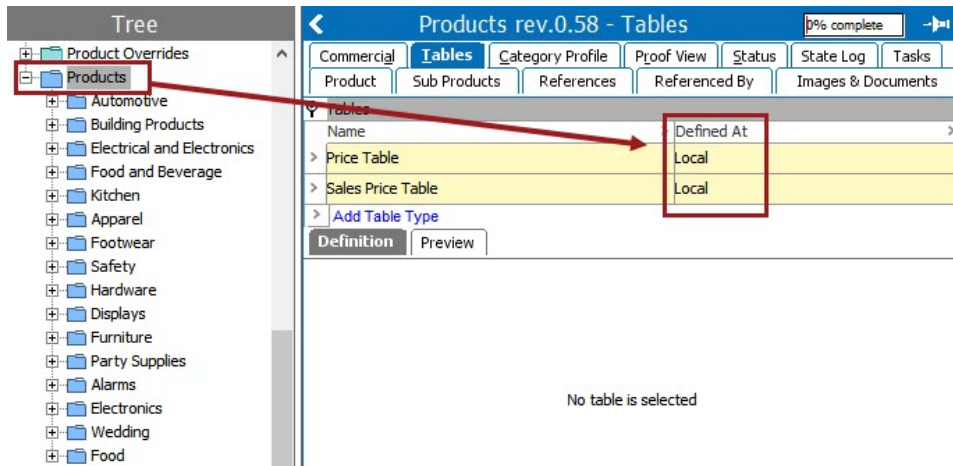 Tree
Product Overrides
Products
Automotive
Building Products
Electrical and Electronics
Food and Beverage
Kitchen
Apparel
Footwear
Safety
Hardware
Displays
Furniture
Party Supplies
Alarms
Electronics
Wedding
Food
Products rev.0.58 - Tables
0% complete
Commercial Tables Category Profile Proof View Status State Log Tasks
Product Sub Products References Referenced By Images & Documents
Tables
Name Defined At
Price Table Local
Sales Price Table Local
Add Table Type
Definition Preview
No table is selected